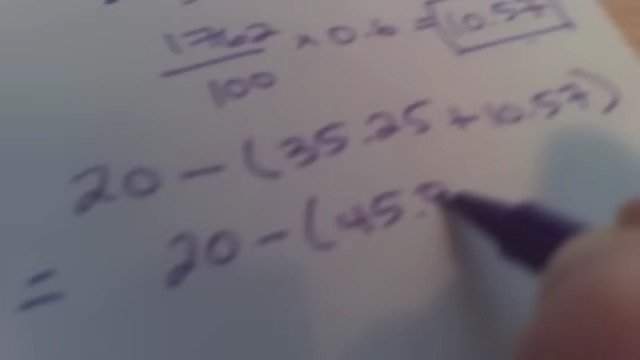 1762
100
× 0.6 = 10.57
20 - (35.25 + 10.57)
= 20 - (45.